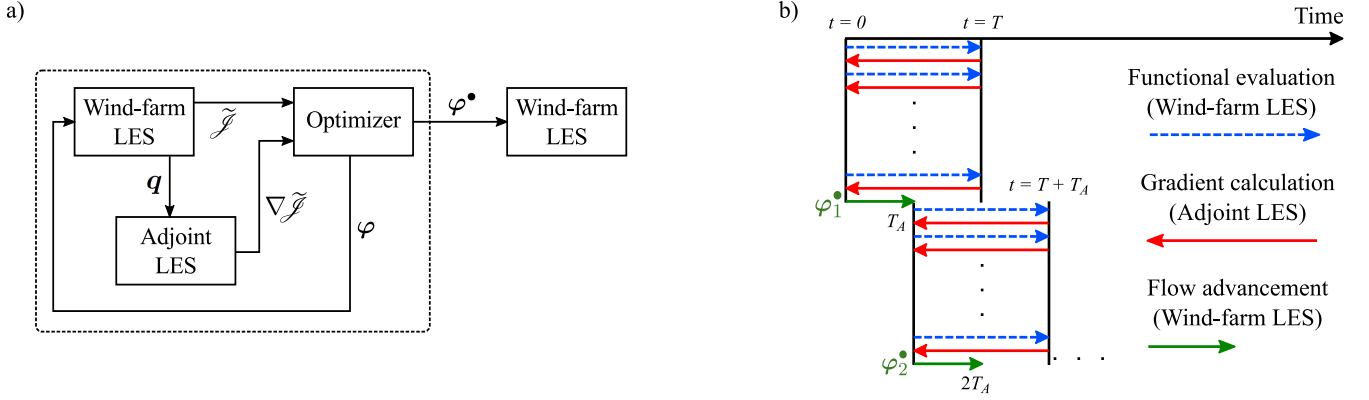 a)
Wind-farm
LES
𝒥̃
Optimizer
φ•
Wind-farm
LES
q
∇𝒥̃
φ
Adjoint
LES
b)
t = 0
t = T
Time
Functional evaluation
(Wind-farm LES)
.
.
.
t = T + T_A
Gradient calculation
(Adjoint LES)
φ₁•
T_A
.
.
.
Flow advancement
(Wind-farm LES)
φ₂•
. . .
2T_A